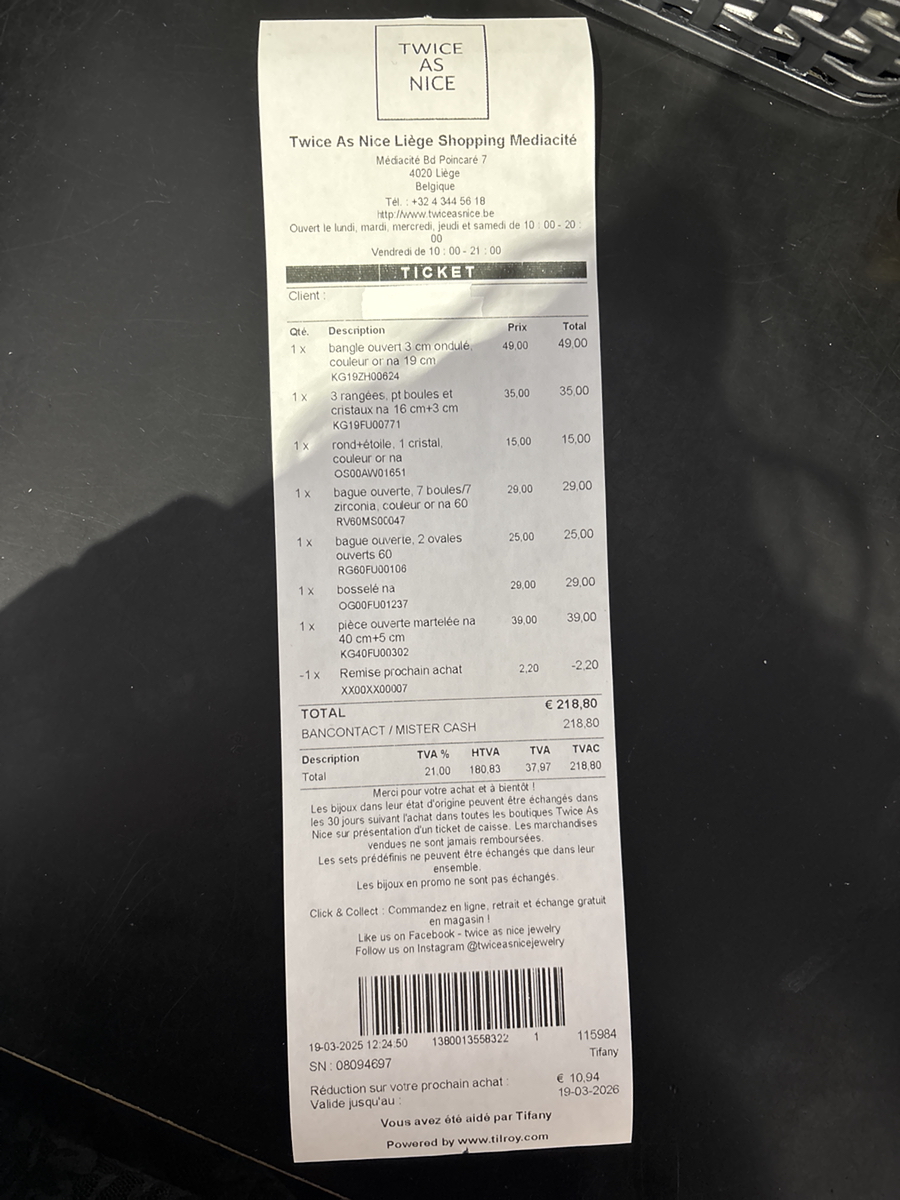 TWICE
AS
NICE
Twice As Nice Liège Shopping Mediacité
Médiacité Bd Poincaré 7
4020 Liège
Belgique
Tél. : +32 4 344 56 18
http://www.twiceasnice.be
Ouvert le lundi, mardi, mercredi, jeudi et samedi de 10 : 00 - 20 :
00
Vendredi de 10 : 00 - 21 : 00
TICKET
Client :
Qté. Description Prix Total
1 x bangle ouvert 3 cm ondulé, 49,00 49,00
couleur or na 19 cm
KG19ZH00624
1 x 3 rangées, pt boules et 35,00 35,00
cristaux na 16 cm+3 cm
KG19FU00771
1 x rond+étoile, 1 cristal, 15,00 15,00
couleur or na
OS00AW01651
1 x bague ouverte, 7 boules/7 29,00 29,00
zirconia, couleur or na 60
RV60MS00047
1 x bague ouverte, 2 ovales 25,00 25,00
ouverts 60
RG60FU00106
1 x bosselé na 29,00 29,00
OG00FU01237
1 x pièce ouverte martelée na 39,00 39,00
40 cm+5 cm
KG40FU00302
-1 x Remise prochain achat 2,20 -2,20
XX00XX00007
TOTAL € 218,80
BANCONTACT / MISTER CASH 218,80
Description TVA % HTVA TVA TVAC
Total 21,00 180,83 37,97 218,80
Merci pour votre achat et à bientôt !
Les bijoux dans leur état d'origine peuvent être échangés dans
les 30 jours suivant l'achat dans toutes les boutiques Twice As
Nice sur présentation d'un ticket de caisse. Les marchandises
vendues ne sont jamais remboursées.
Les sets prédéfinis ne peuvent être échangés que dans leur
ensemble.
Les bijoux en promo ne sont pas échangés.
Click & Collect : Commandez en ligne, retrait et échange gratuit
en magasin !
Like us on Facebook - twice as nice jewelry
Follow us on Instagram @twiceasnicejewelry
19-03-2025 12:24:50 1380013558322 1 115984
SN : 08094697 Tifany
Réduction sur votre prochain achat : € 10,94
Valide jusqu'au : 19-03-2026
Vous avez été aidé par Tifany
Powered by www.tilroy.com